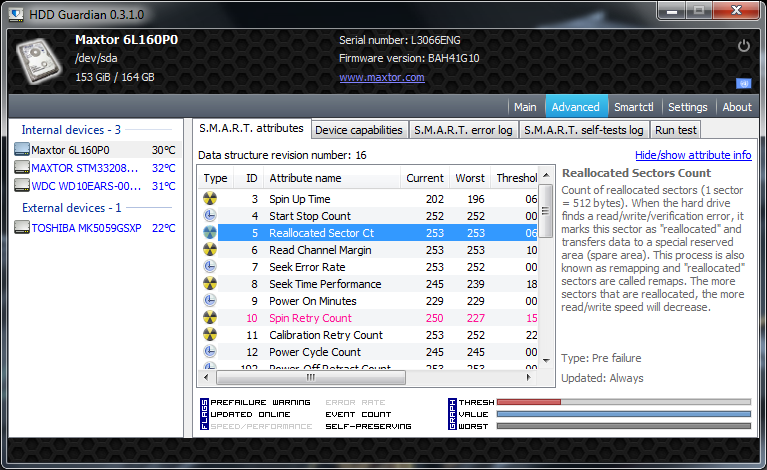 HDD Guardian 0.3.1.0
Maxtor 6L160P0
/dev/sda
153 GiB / 164 GB
Serial number: L3066ENG
Firmware version: BAH41G10
www.maxtor.com
Main Advanced Smartctl Settings About
Internal devices - 3
Maxtor 6L160P0 30°C
MAXTOR STM33208... 32°C
WDC WD10EARS-00... 31°C
External devices - 1
TOSHIBA MK5059GSXP 22°C
S.M.A.R.T. attributes Device capabilities S.M.A.R.T. error log S.M.A.R.T. self-tests log Run test
Data structure revision number: 16
Hide/show attribute info
Type ID Attribute name Current Worst Threshol
3 Spin Up Time 202 196 06
4 Start Stop Count 252 252 00
5 Reallocated Sector Ct 253 253 06
6 Read Channel Margin 253 253 10
7 Seek Error Rate 253 252 00
8 Seek Time Performance 245 239 18
9 Power On Minutes 229 229 00
10 Spin Retry Count 250 227 15
11 Calibration Retry Count 253 252 22
12 Power Cycle Count 245 245 00
192 Power-Off Retract Count 253 253 00
Reallocated Sectors Count
Count of reallocated sectors (1 sector
= 512 bytes). When the hard drive
finds a read/write/verification error, it
marks this sector as "reallocated" and
transfers data to a special reserved
area (spare area). This process is also
known as remapping and "reallocated"
sectors are called remaps. The more
sectors that are reallocated, the more
read/write speed will decrease.
Type: Pre failure
Updated: Always
FLAGS
PREFAILURE WARNING ERROR RATE
UPDATED ONLINE EVENT COUNT
SPEED/PERFORMANCE SELF-PRESERVING
GRAPH
THRESH
VALUE
WORST